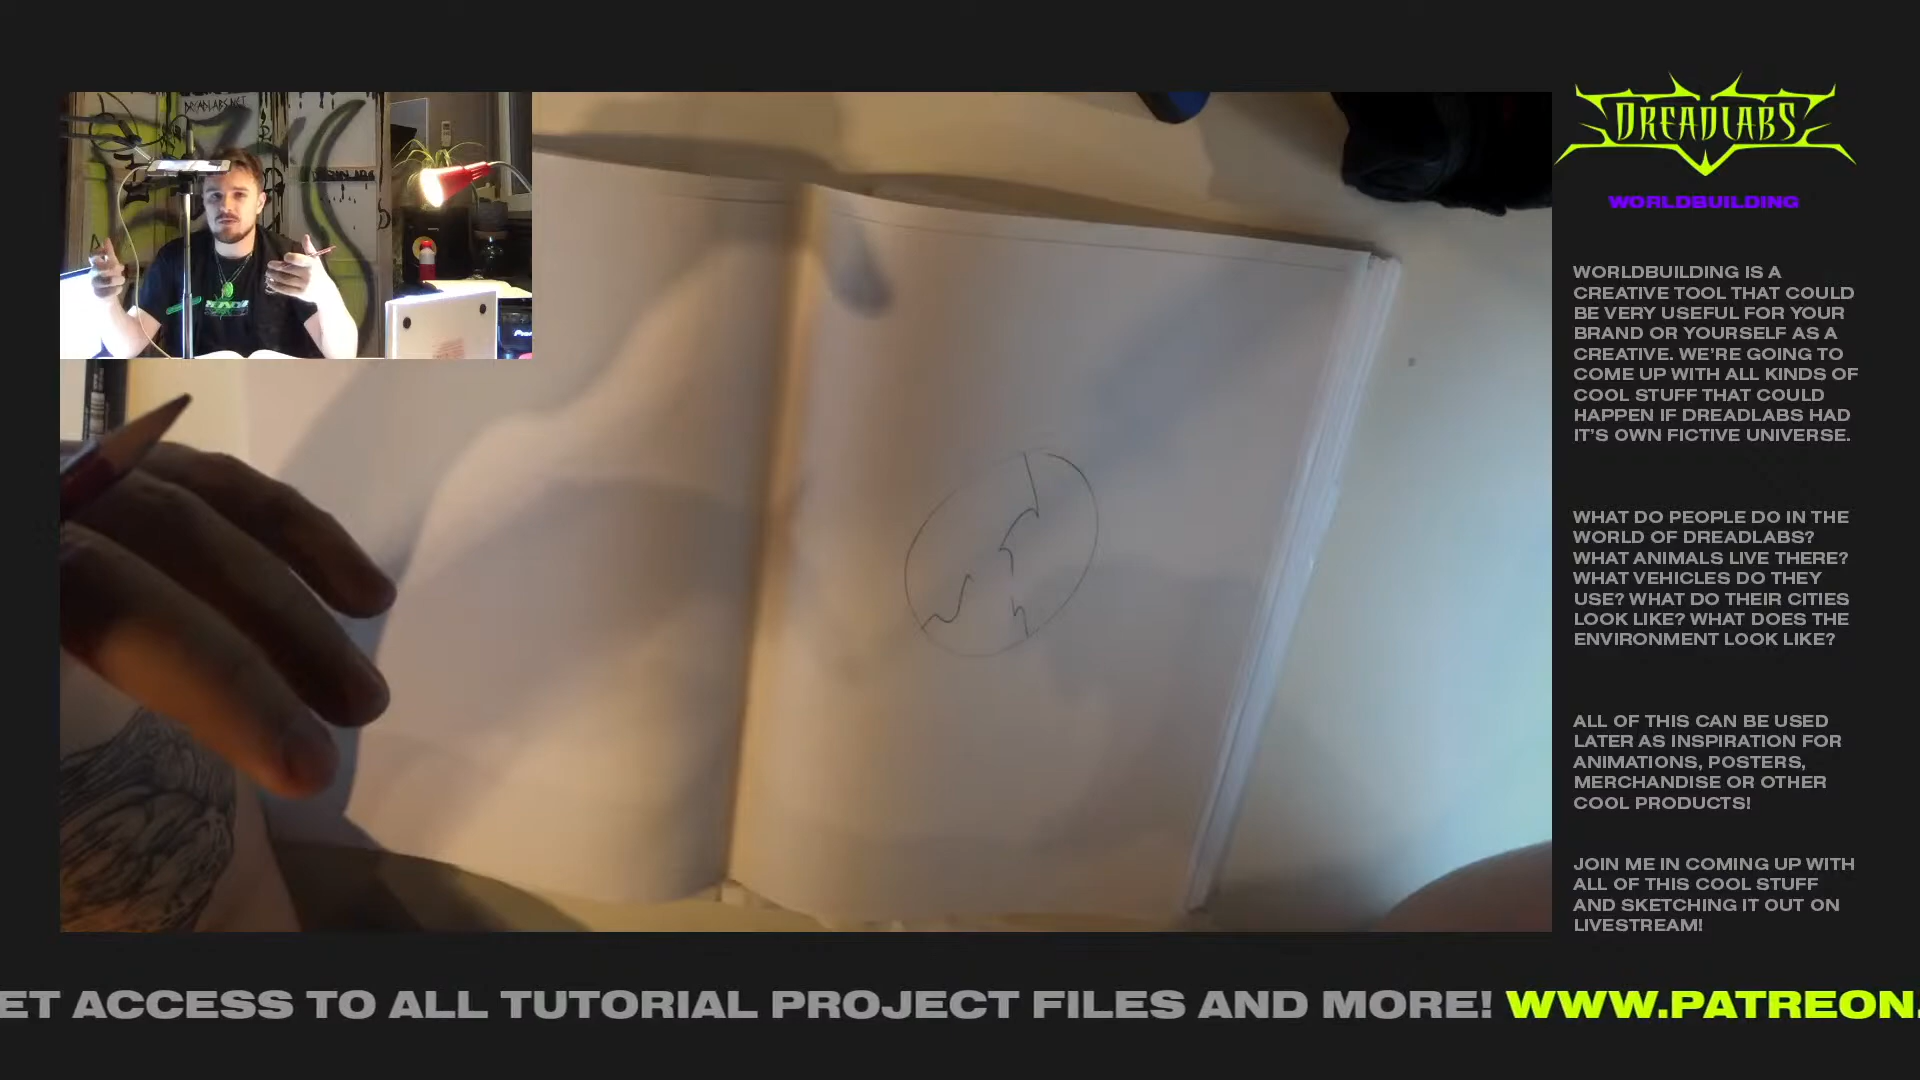 DREADLABS.NET
DREADLABS
WORLDBUILDING
WORLDBUILDING IS A
CREATIVE TOOL THAT COULD
BE VERY USEFUL FOR YOUR
BRAND OR YOURSELF AS A
CREATIVE. WE'RE GOING TO
COME UP WITH ALL KINDS OF
COOL STUFF THAT COULD
HAPPEN IF DREADLABS HAD
IT'S OWN FICTIVE UNIVERSE.
WHAT DO PEOPLE DO IN THE
WORLD OF DREADLABS?
WHAT ANIMALS LIVE THERE?
WHAT VEHICLES DO THEY
USE? WHAT DO THEIR CITIES
LOOK LIKE? WHAT DOES THE
ENVIRONMENT LOOK LIKE?
ALL OF THIS CAN BE USED
LATER AS INSPIRATION FOR
ANIMATIONS, POSTERS,
MERCHANDISE OR OTHER
COOL PRODUCTS!
JOIN ME IN COMING UP WITH
ALL OF THIS COOL STUFF
AND SKETCHING IT OUT ON
LIVESTREAM!
ET ACCESS TO ALL TUTORIAL PROJECT FILES AND MORE! WWW.PATREON.